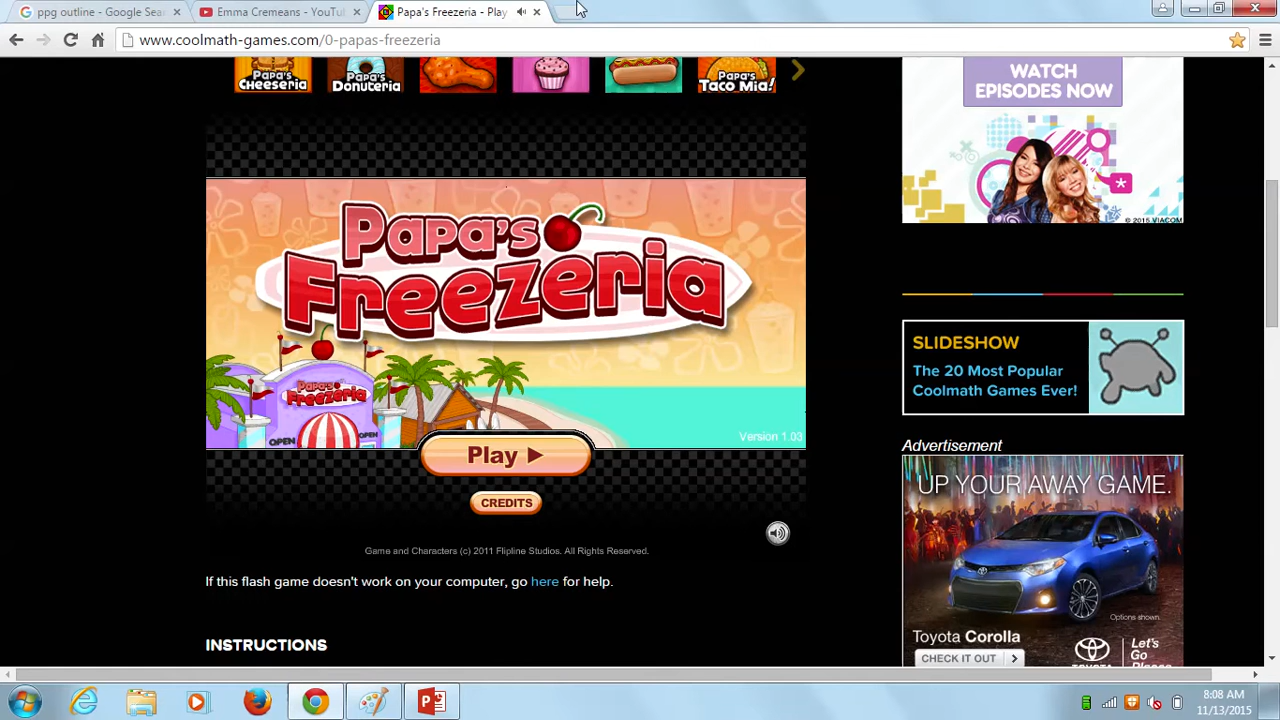 ppg outline - Google Sear
Emma Cremeans - YouTu
Papa's Freezeria - Play
www.coolmath-games.com/0-papas-freezeria
Papa's
Cheeseria
Papa's
Donuteria
Papa's
Taco Mia!
WATCH
EPISODES NOW
© 2015 VIACOM
Papa's
Freezeria
Papa's
Freezeria
OPEN
OPEN
Version 1.03
Play
CREDITS
Game and Characters (c) 2011 Flipline Studios. All Rights Reserved.
If this flash game doesn't work on your computer, go here for help.
INSTRUCTIONS
SLIDESHOW
The 20 Most Popular
Coolmath Games Ever!
Advertisement
UP YOUR AWAY GAME.
Options shown.
Toyota Corolla
CHECK IT OUT
TOYOTA
Let's
Go
Places
8:08 AM
11/13/2015